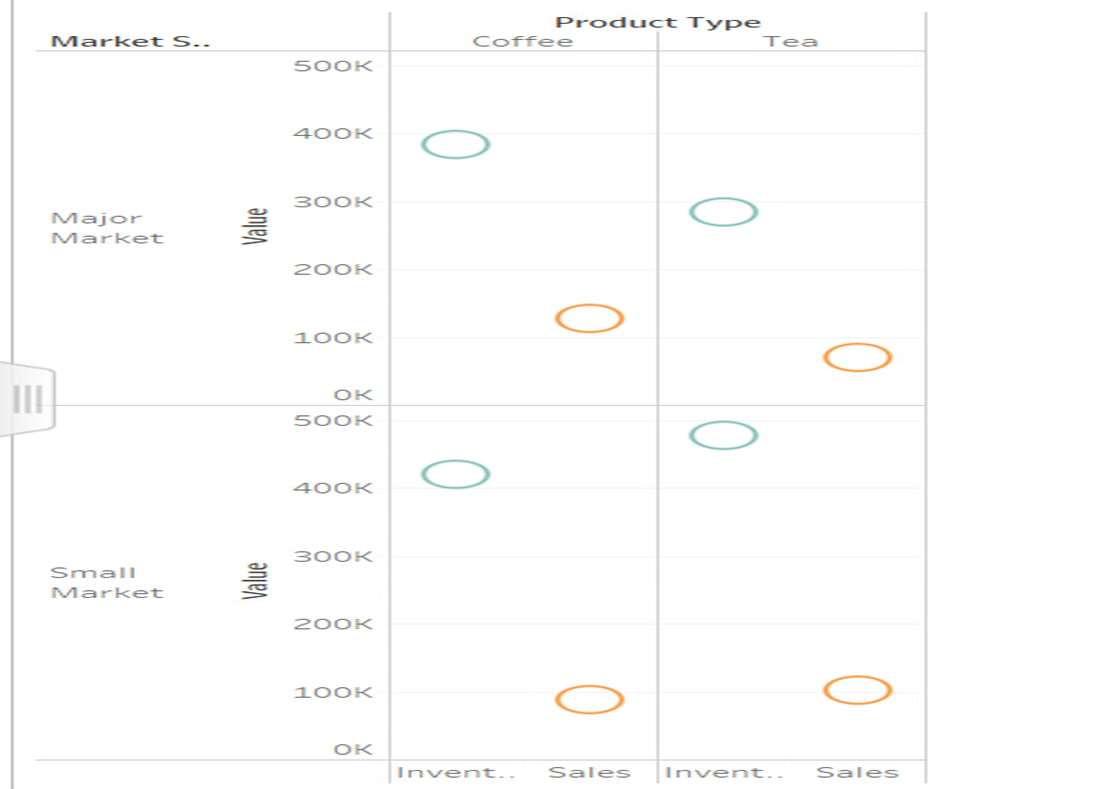 Product Type
Market S..
Coffee
Tea
500K
400K
300K
200K
100K
0K
Major
Market
Value
500K
400K
300K
200K
100K
0K
Small
Market
Value
Invent..
Sales
Invent..
Sales